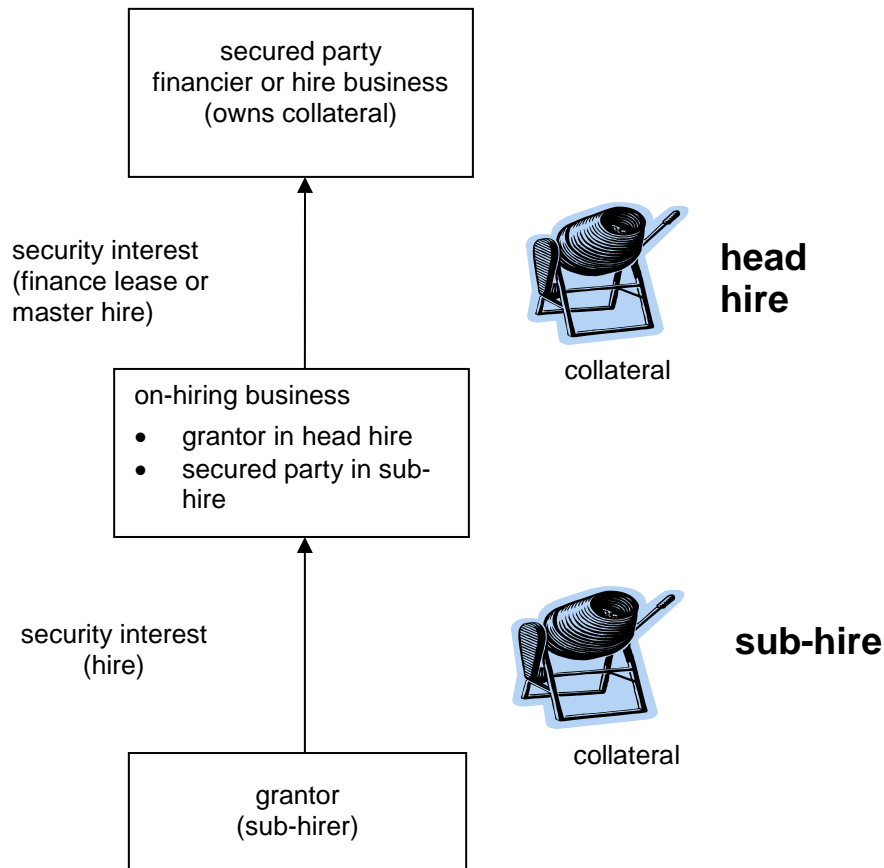 secured party
financier or hire business
(owns collateral)
security interest
(finance lease or
master hire)
head
hire
collateral
on-hiring business
• grantor in head hire
• secured party in sub-
hire
security interest
(hire)
sub-hire
collateral
grantor
(sub-hirer)